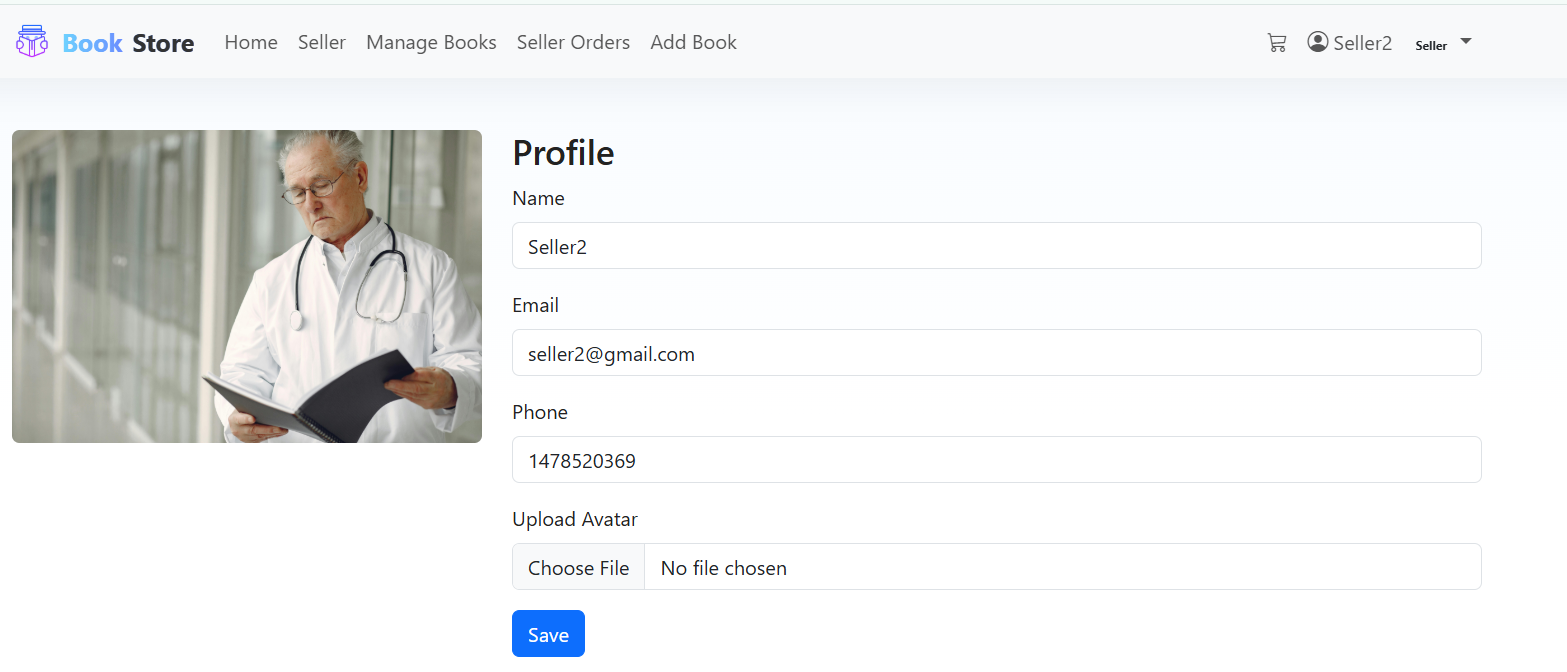 Book Store Home Seller Manage Books Seller Orders Add Book Seller2 Seller
Profile
Name
Seller2
Email
seller2@gmail.com
Phone
1478520369
Upload Avatar
Choose File No file chosen
Save